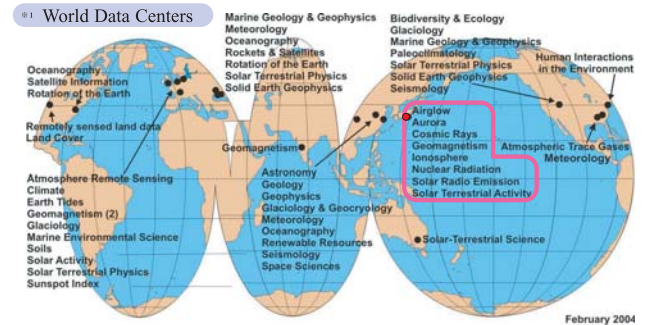 ※1 World Data Centers
Marine Geology & Geophysics
Meteorology
Oceanography
Rockets & Satellites
Rotation of the Earth
Solar Terrestrial Physics
Solid Earth Geophysics
Biodiversity & Ecology
Glaciology
Marine Geology & Geophysics
Paleoclimatology
Solar Terrestrial Physics
Solid Earth Geophysics
Seismology
Human Interactions
in the Environment
Oceanography
Satellite Information
Rotation of the Earth
Remotely sensed land data
Land Cover
Geomagnetism
Airglow
Aurora
Cosmic Rays
Geomagnetism
Ionosphere
Nuclear Radiation
Solar Radio Emission
Solar Terrestrial Activity
Atmospheric Trace Gases
Meteorology
Atmosphere Remote Sensing
Climate
Earth Tides
Geomagnetism (2)
Glaciology
Marine Environmental Science
Soils
Solar Activity
Solar Terrestrial Physics
Sunspot Index
Astronomy
Geology
Geophysics
Glaciology & Geocryology
Meteorology
Oceanography
Renewable Resources
Seismology
Space Sciences
Solar-Terrestrial Science
February 2004